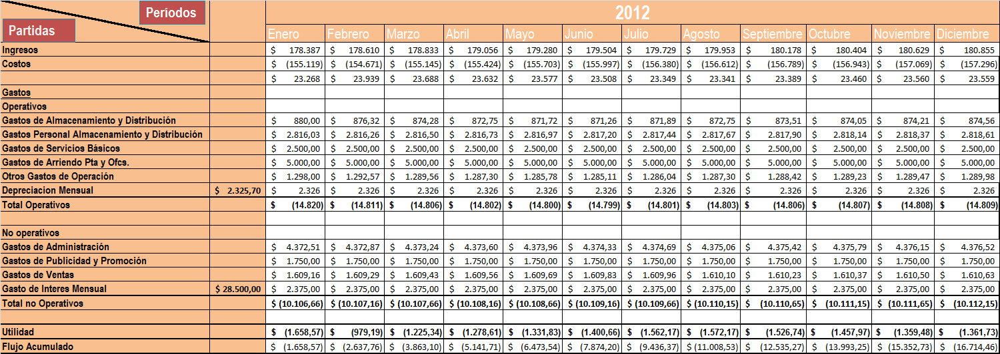 Períodos
Partidas
2012
Enero Febrero Marzo Abril Mayo Junio Julio Agosto Septiembre Octubre Noviembre Diciembre
Ingresos $ 178.387 $ 178.610 $ 178.833 $ 179.056 $ 179.280 $ 179.504 $ 179.729 $ 179.953 $ 180.178 $ 180.404 $ 180.629 $ 180.855
Costos $ (155.119) $ (154.671) $ (155.145) $ (155.424) $ (155.703) $ (155.997) $ (156.380) $ (156.612) $ (156.789) $ (156.943) $ (157.069) $ (157.296)
$ 23.268 $ 23.939 $ 23.688 $ 23.632 $ 23.577 $ 23.508 $ 23.349 $ 23.341 $ 23.389 $ 23.460 $ 23.560 $ 23.559
Gastos
Operativos
Gastos de Almacenamiento y Distribución $ 880,00 $ 876,32 $ 874,28 $ 872,75 $ 871,72 $ 871,26 $ 871,89 $ 872,75 $ 873,51 $ 874,05 $ 874,21 $ 874,56
Gastos Personal Almacenamiento y Distribución $ 2.816,03 $ 2.816,26 $ 2.816,50 $ 2.816,73 $ 2.816,97 $ 2.817,20 $ 2.817,44 $ 2.817,67 $ 2.817,90 $ 2.818,14 $ 2.818,37 $ 2.818,61
Gastos de Servicios Básicos $ 2.500,00 $ 2.500,00 $ 2.500,00 $ 2.500,00 $ 2.500,00 $ 2.500,00 $ 2.500,00 $ 2.500,00 $ 2.500,00 $ 2.500,00 $ 2.500,00 $ 2.500,00
Gastos de Arriendo Pta y Ofcs. $ 5.000,00 $ 5.000,00 $ 5.000,00 $ 5.000,00 $ 5.000,00 $ 5.000,00 $ 5.000,00 $ 5.000,00 $ 5.000,00 $ 5.000,00 $ 5.000,00 $ 5.000,00
Otros Gastos de Operación $ 1.298,00 $ 1.292,57 $ 1.289,56 $ 1.287,30 $ 1.285,78 $ 1.285,11 $ 1.286,04 $ 1.287,30 $ 1.288,42 $ 1.289,23 $ 1.289,47 $ 1.289,98
Depreciacion Mensual $ 2.325,70 $ 2.326 $ 2.326 $ 2.326 $ 2.326 $ 2.326 $ 2.326 $ 2.326 $ 2.326 $ 2.326 $ 2.326 $ 2.326 $ 2.326
Total Operativos $ (14.820) $ (14.811) $ (14.806) $ (14.802) $ (14.800) $ (14.799) $ (14.801) $ (14.803) $ (14.806) $ (14.807) $ (14.808) $ (14.809)
No operativos
Gastos de Administración $ 4.372,51 $ 4.372,87 $ 4.373,24 $ 4.373,60 $ 4.373,96 $ 4.374,33 $ 4.374,69 $ 4.375,06 $ 4.375,42 $ 4.375,79 $ 4.376,15 $ 4.376,52
Gastos de Publicidad y Promoción $ 1.750,00 $ 1.750,00 $ 1.750,00 $ 1.750,00 $ 1.750,00 $ 1.750,00 $ 1.750,00 $ 1.750,00 $ 1.750,00 $ 1.750,00 $ 1.750,00 $ 1.750,00
Gastos de Ventas $ 1.609,16 $ 1.609,29 $ 1.609,43 $ 1.609,56 $ 1.609,69 $ 1.609,83 $ 1.609,96 $ 1.610,10 $ 1.610,23 $ 1.610,37 $ 1.610,50 $ 1.610,63
Gasto de Interes Mensual $ 28.500,00 $ 2.375,00 $ 2.375,00 $ 2.375,00 $ 2.375,00 $ 2.375,00 $ 2.375,00 $ 2.375,00 $ 2.375,00 $ 2.375,00 $ 2.375,00 $ 2.375,00 $ 2.375,00
Total no Operativos $ (10.106,66) $ (10.107,16) $ (10.107,66) $ (10.108,16) $ (10.108,66) $ (10.109,16) $ (10.109,66) $ (10.110,15) $ (10.110,65) $ (10.111,15) $ (10.111,65) $ (10.112,15)
Utilidad $ (1.658,57) $ (979,19) $ (1.225,34) $ (1.278,61) $ (1.331,83) $ (1.400,66) $ (1.562,17) $ (1.572,17) $ (1.526,74) $ (1.457,97) $ (1.359,48) $ (1.361,73)
Flujo Acumulado $ (1.658,57) $ (2.637,76) $ (3.863,10) $ (5.141,71) $ (6.473,54) $ (7.874,20) $ (9.436,37) $ (11.008,53) $ (12.535,27) $ (13.993,25) $ (15.352,73) $ (16.714,46)